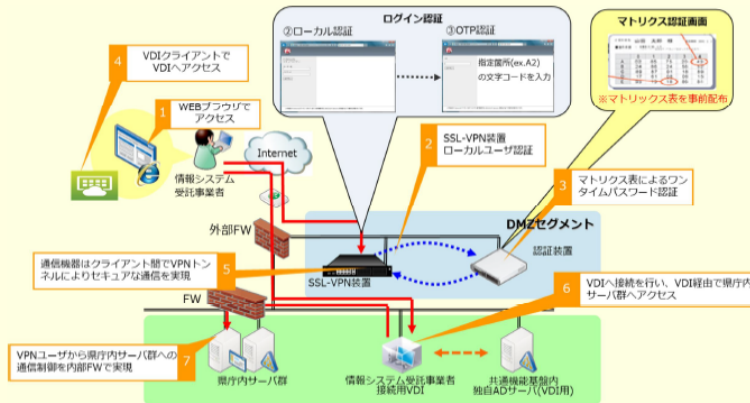 ログイン認証
②ローカル認証
③OTP認証
指定箇所(ex.A2)
の文字コードを入力
マトリクス認証画面
※マトリックス表を事前配布
4
VDIクライアントで
VDIへアクセス
1
WEBブラウザで
アクセス
情報システム
受託事業者
Internet
2
SSL-VPN装置
ローカルユーザ認証
3
マトリクス表によるワン
タイムパスワード認証
外部FW
DMZセグメント
認証装置
SSL-VPN装置
通信機器はクライアント間でVPNトン
ネルによりセキュアな通信を実現
5
6
VDIへ接続を行い、VDI経由で県庁内
サーバ群へアクセス
FW
7
VPNユーザから県庁内サーバ群への
通信制御を内部FWで実現
県庁内サーバ群
情報システム受託事業者
接続用VDI
共通機能基盤内
独自ADサーバ(VDI用)